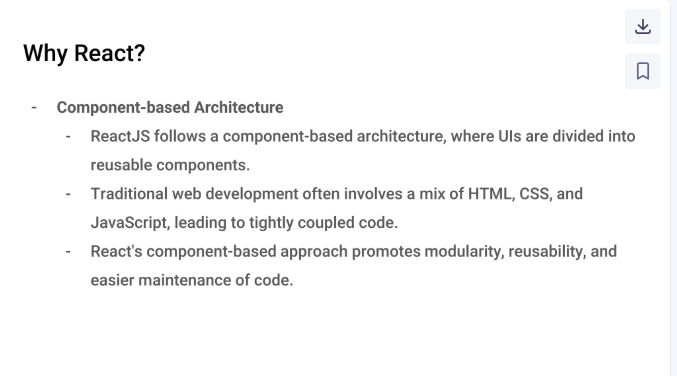 Why React?
- Component-based Architecture
- ReactJS follows a component-based architecture, where UIs are divided into
reusable components.
- Traditional web development often involves a mix of HTML, CSS, and
JavaScript, leading to tightly coupled code.
- React's component-based approach promotes modularity, reusability, and
easier maintenance of code.